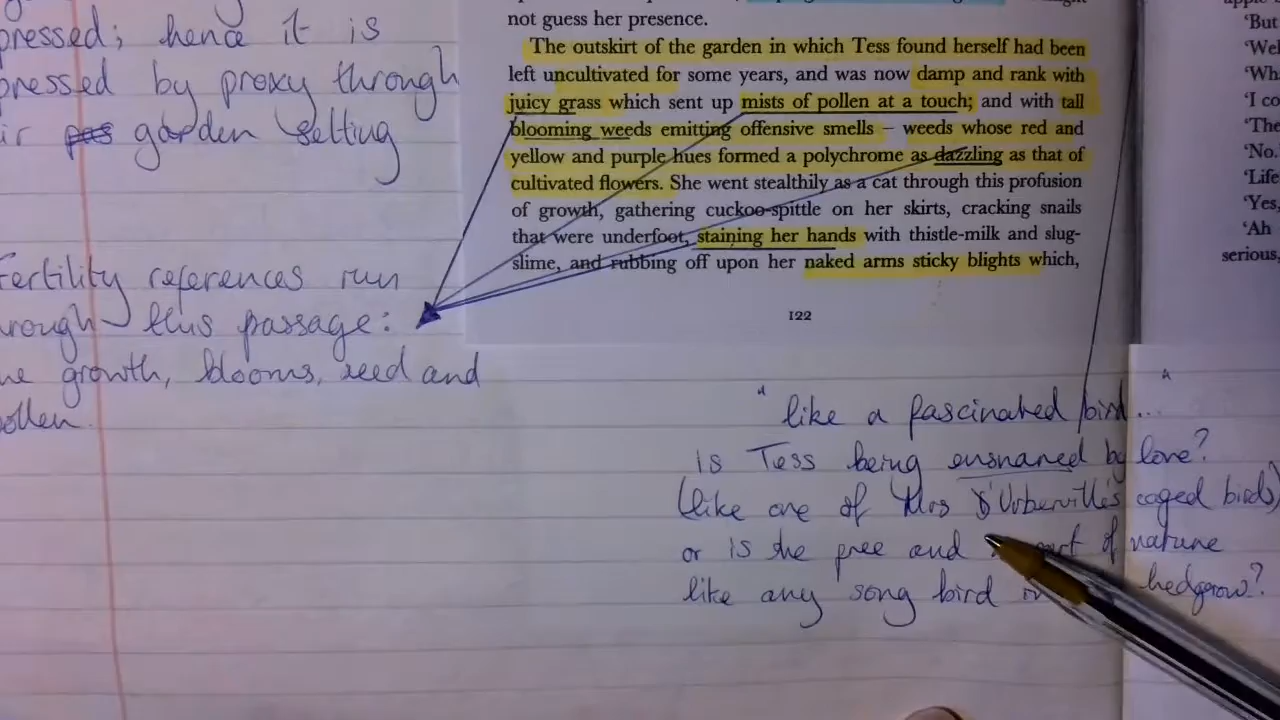 pressed; hence it is
pressed by proxy through
garden setting
Fertility references run
through this passage:
growth, blooms, seed and
pollen.
not guess her presence.
The outskirt of the garden in which Tess found herself had been
left uncultivated for some years, and was now damp and rank with
juicy grass which sent up mists of pollen at a touch; and with tall
blooming weeds emitting offensive smells – weeds whose red and
yellow and purple hues formed a polychrome as dazzling as that of
cultivated flowers. She went stealthily as a cat through this profusion
of growth, gathering cuckoo-spittle on her skirts, cracking snails
that were underfoot, staining her hands with thistle-milk and slug-
slime, and rubbing off upon her naked arms sticky blights which,
122
"like a fascinated bird..."
is Tess being ensnared by love?
(like one of Mrs D'Urberville's caged birds)
or is she free and part of nature
like any song bird hedgrow?
'But
'Wel
'Wh
'I co
'The
'No.
'Life
'Yes,
'Ah
serious,